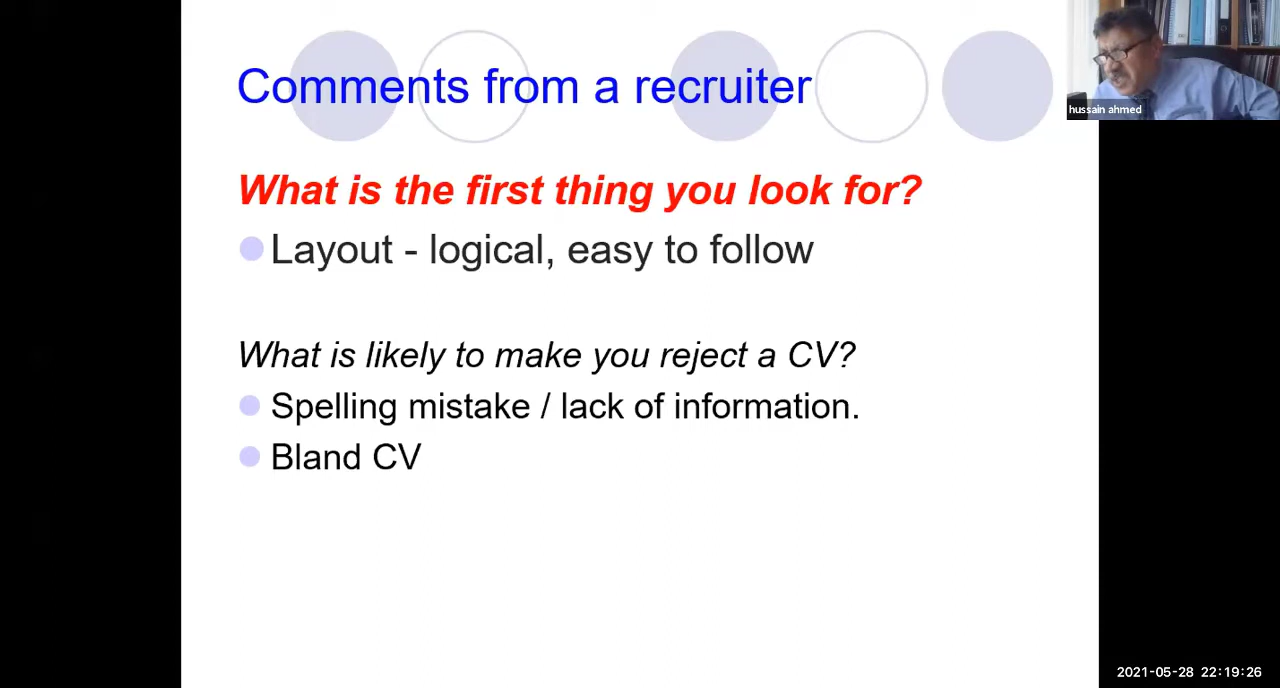 Comments from a recruiter
hussain ahmed
What is the first thing you look for?
Layout - logical, easy to follow
What is likely to make you reject a CV?
Spelling mistake / lack of information.
Bland CV
2021-05-28 22:19:26